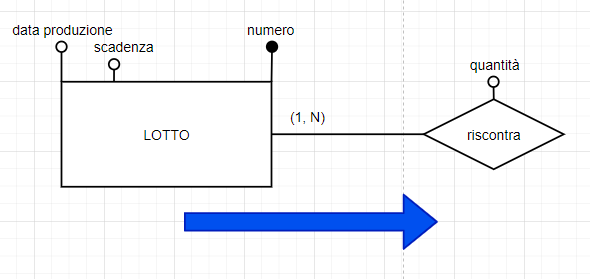 data produzione
scadenza
numero
quantità
(1, N)
LOTTO
riscontra